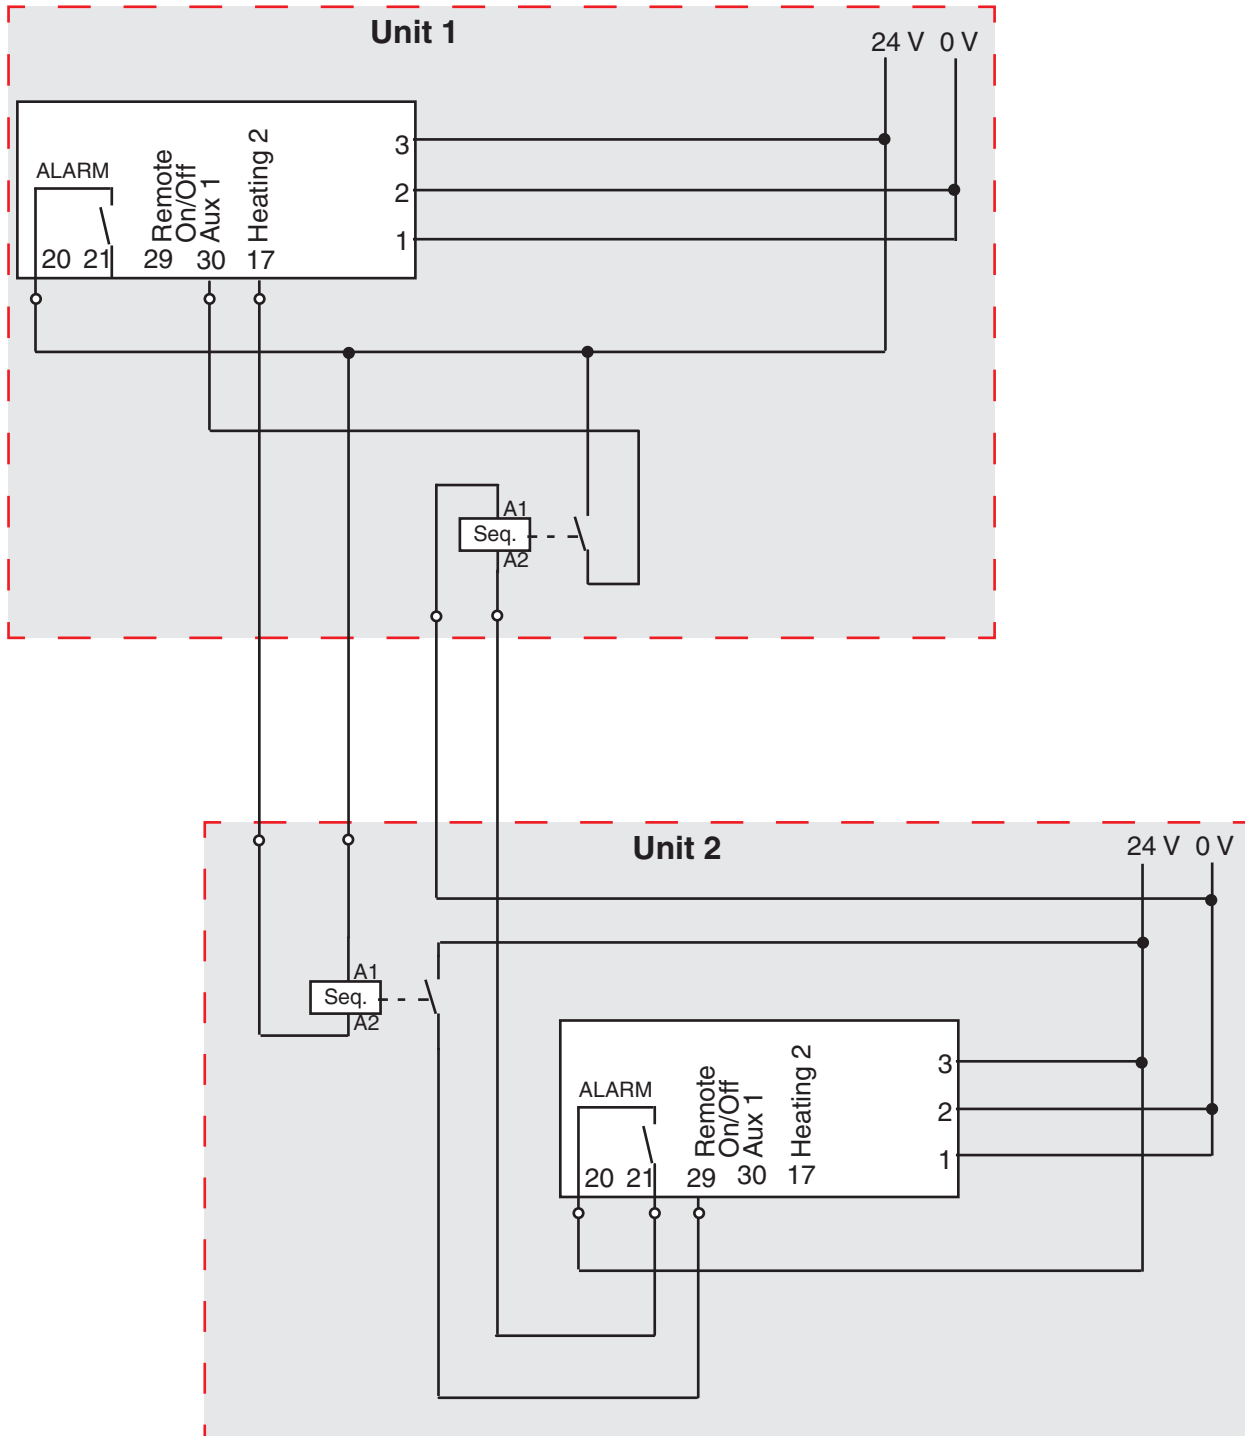 Unit 1
24 V 0 V
3
2
1
ALARM
Remote
On/Off
Aux 1
Heating 2
20 21 29 30 17
A1
Seq.
A2
Unit 2
24 V 0 V
A1
Seq.
A2
3
2
1
ALARM
Remote
On/Off
Aux 1
Heating 2
20 21 29 30 17